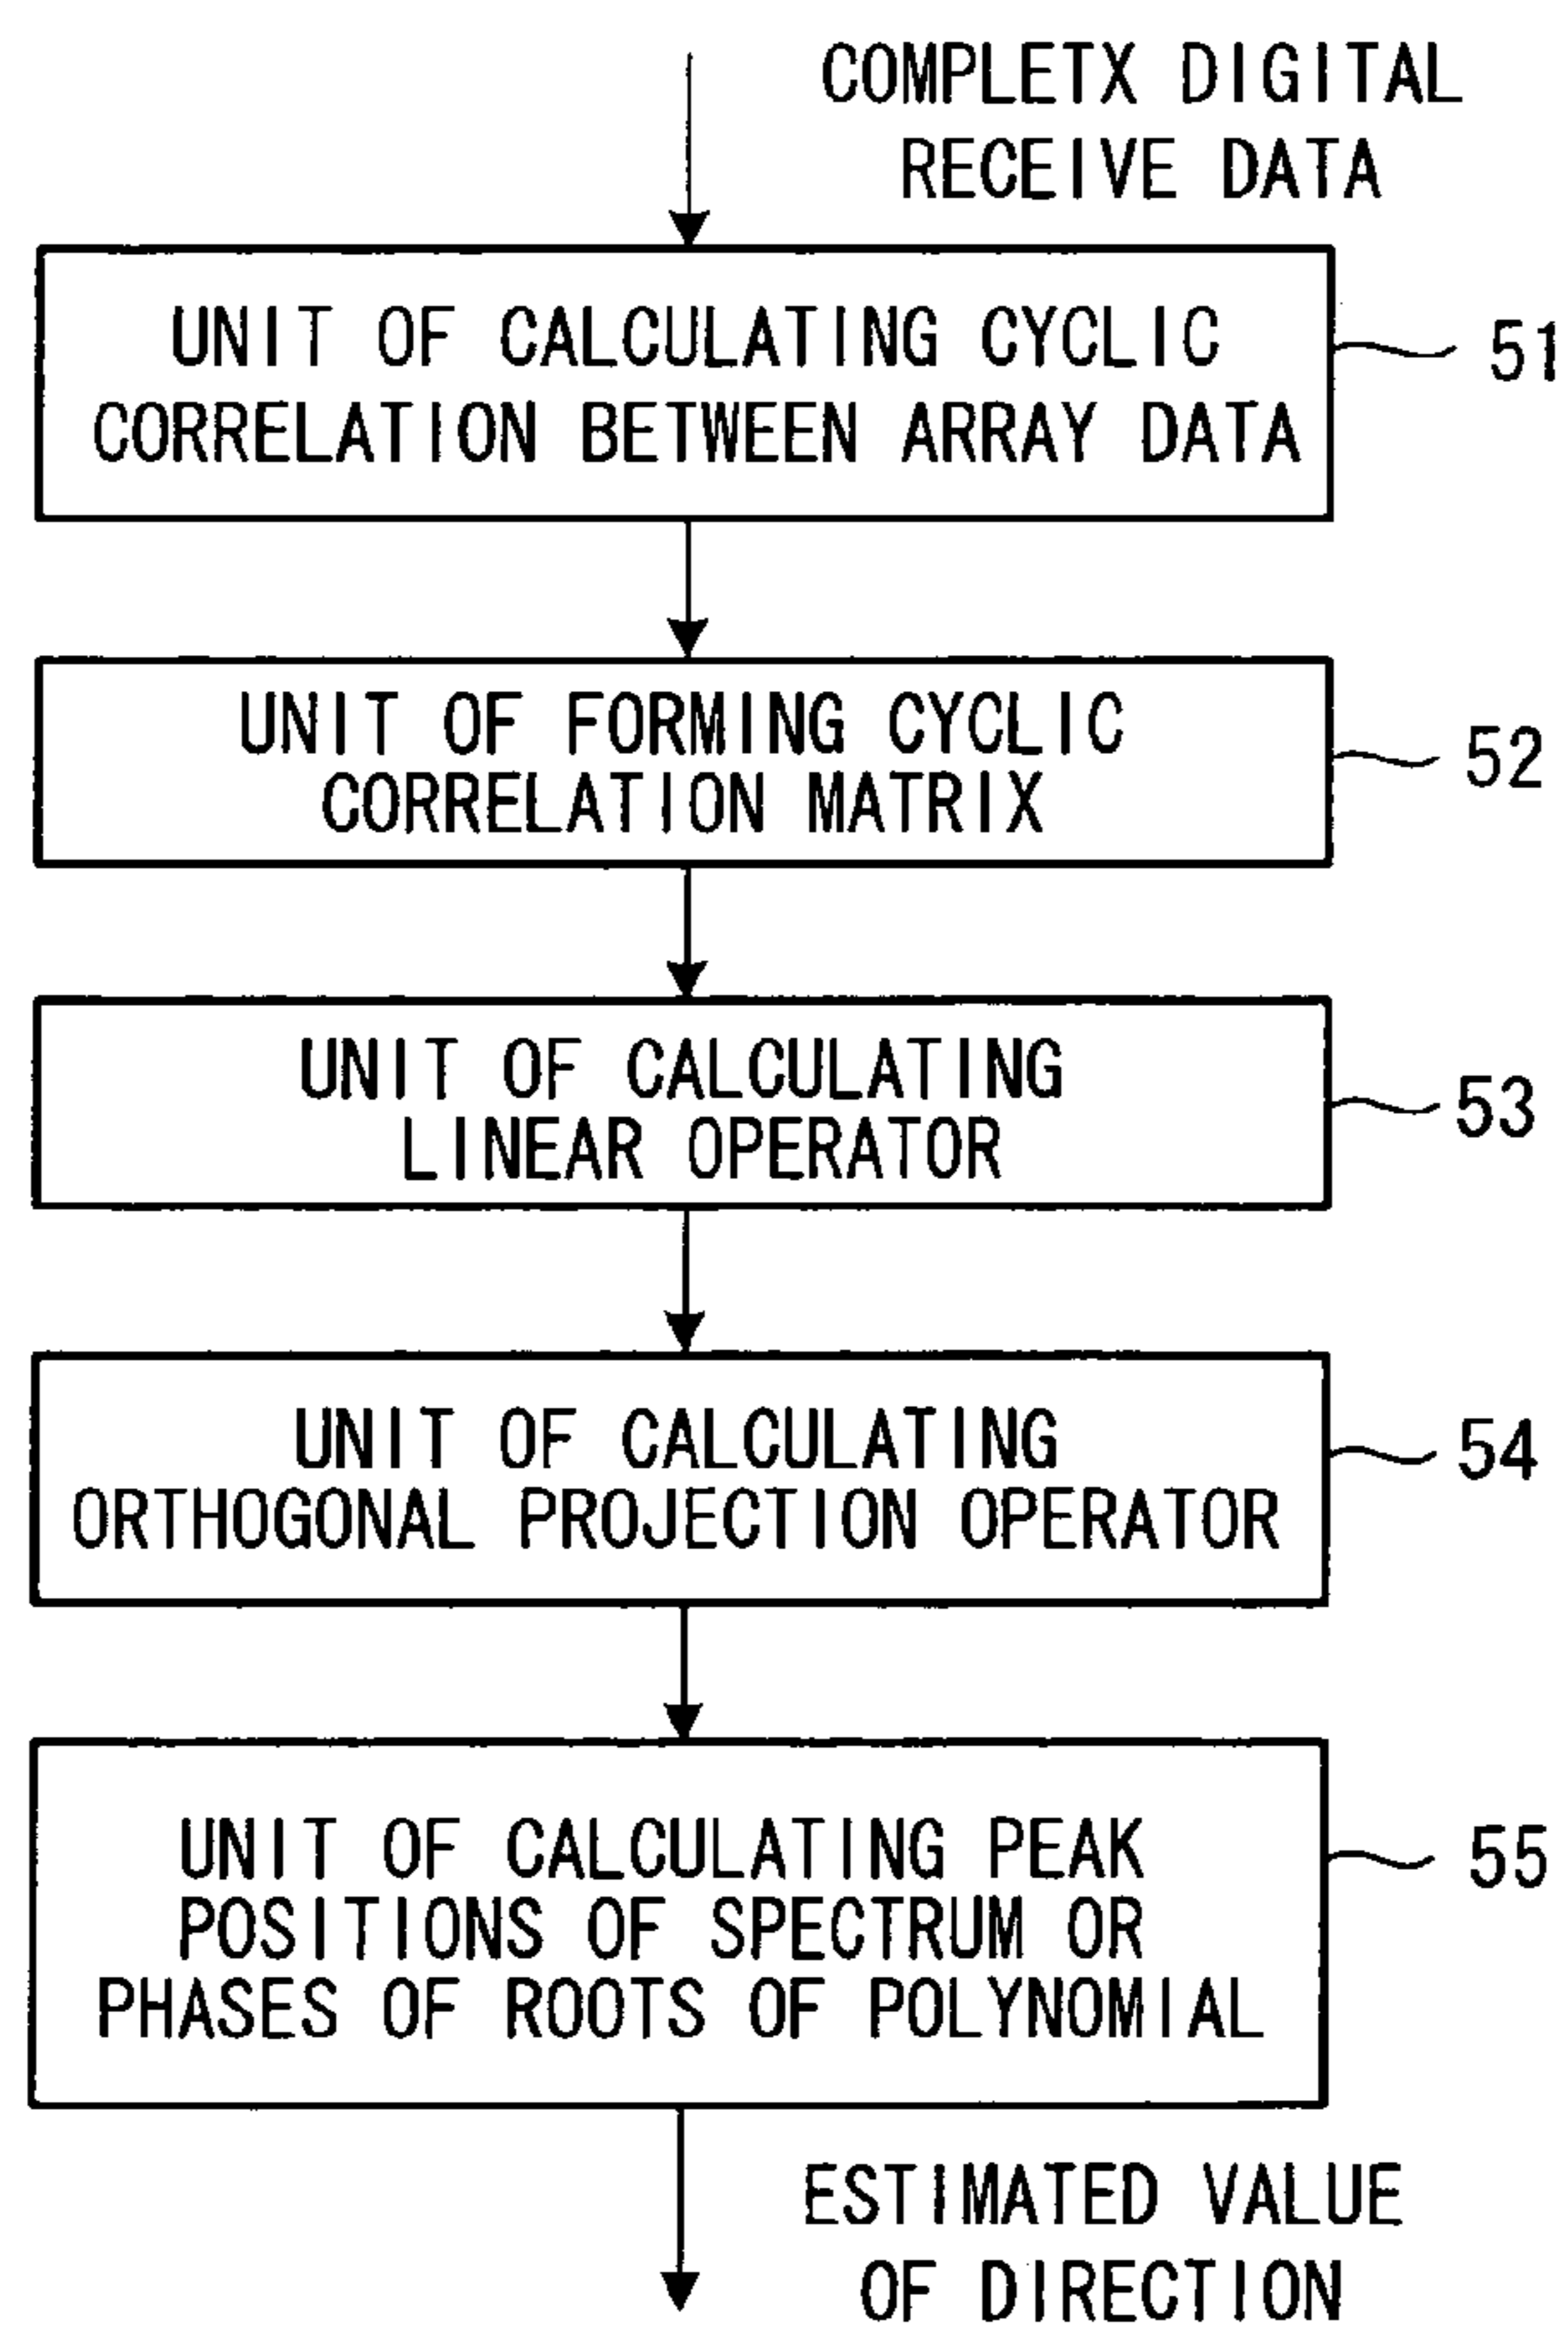 COMPLETX DIGITAL
RECEIVE DATA
UNIT OF CALCULATING CYCLIC
CORRELATION BETWEEN ARRAY DATA
51
UNIT OF FORMING CYCLIC
CORRELATION MATRIX
52
UNIT OF CALCULATING
LINEAR OPERATOR
53
UNIT OF CALCULATING
ORTHOGONAL PROJECTION OPERATOR
54
UNIT OF CALCULATING PEAK
POSITIONS OF SPECTRUM OR
PHASES OF ROOTS OF POLYNOMIAL
55
ESTIMATED VALUE
OF DIRECTION